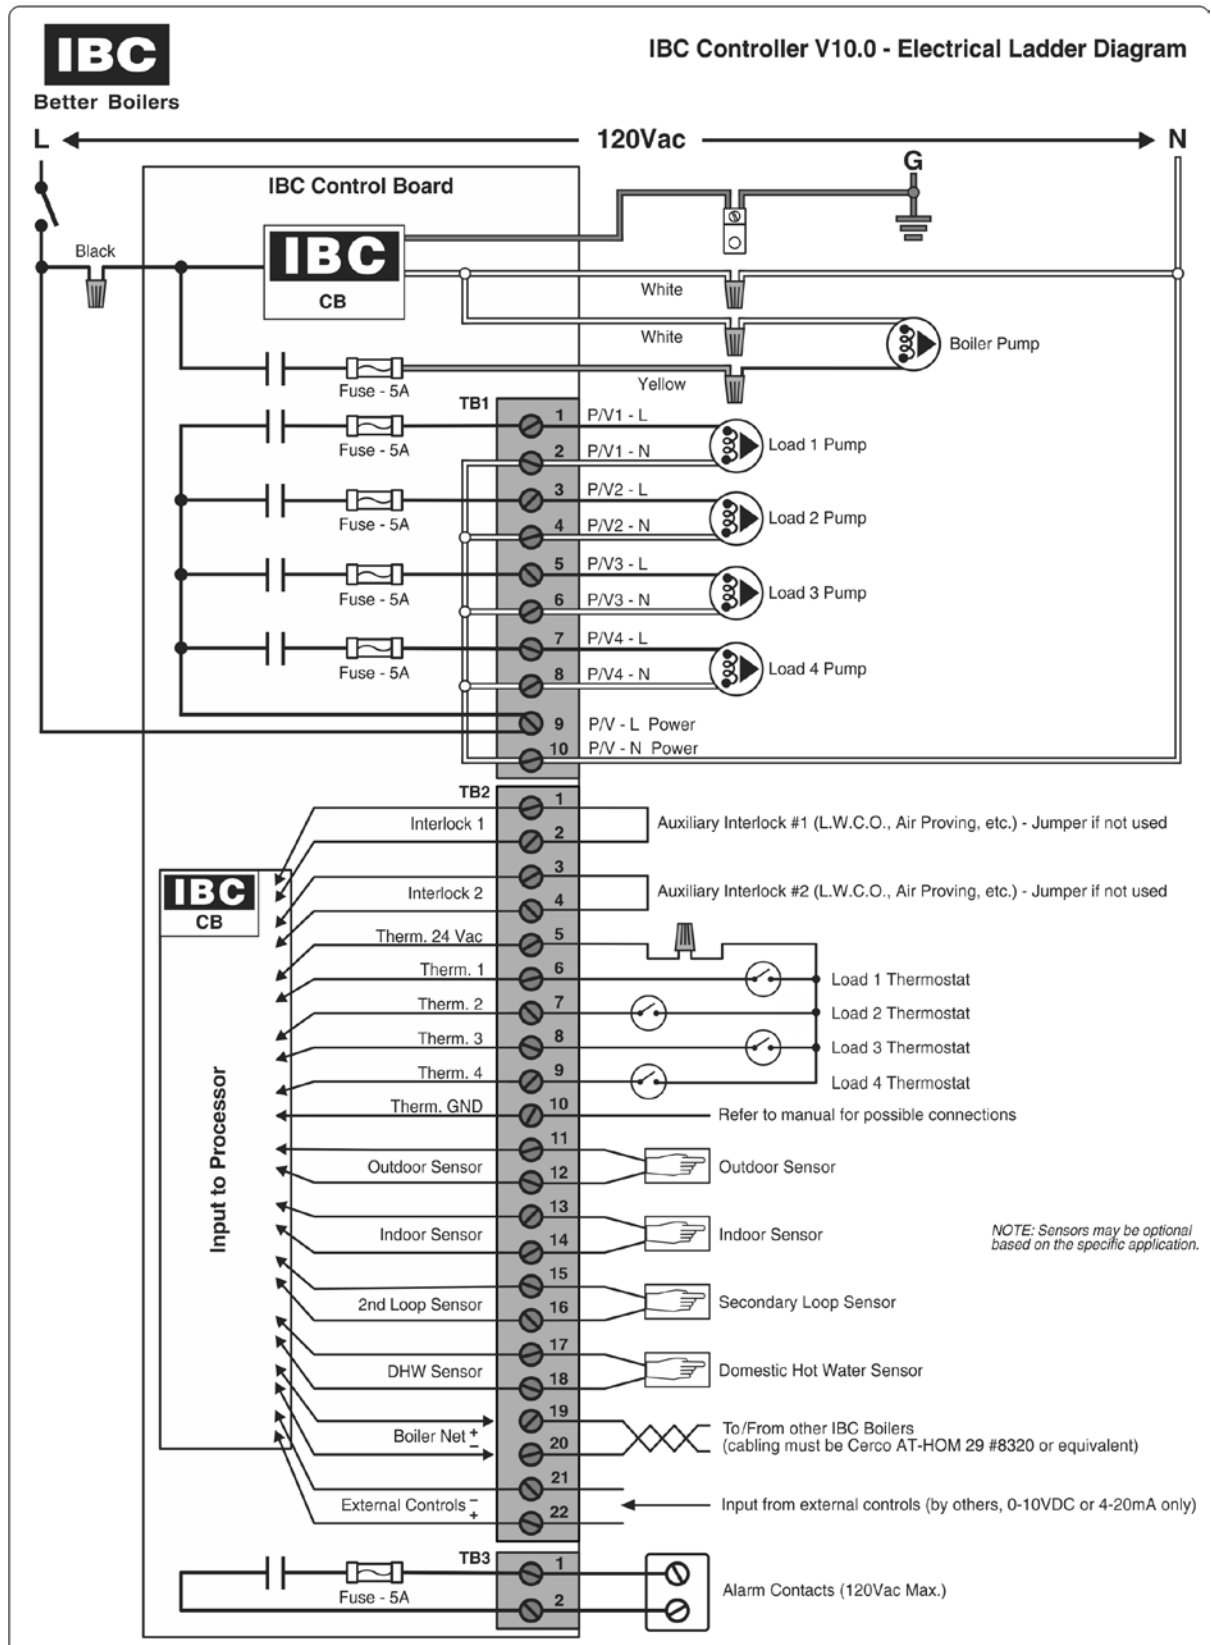 IBC
Better Boilers
IBC Controller V10.0 - Electrical Ladder Diagram
L
120Vac
N
G
IBC Control Board
Black
IBC
CB
White
White
Boiler Pump
Yellow
Fuse - 5A
TB1
1
P/V1 - L
Fuse - 5A
Load 1 Pump
2
P/V1 - N
3
P/V2 - L
Fuse - 5A
Load 2 Pump
4
P/V2 - N
5
P/V3 - L
Fuse - 5A
Load 3 Pump
6
P/V3 - N
7
P/V4 - L
Fuse - 5A
Load 4 Pump
8
P/V4 - N
9
P/V - L Power
10
P/V - N Power
TB2
1
Interlock 1
Auxiliary Interlock #1 (L.W.C.O., Air Proving, etc.) - Jumper if not used
2
3
IBC
CB
Interlock 2
Auxiliary Interlock #2 (L.W.C.O., Air Proving, etc.) - Jumper if not used
4
Therm. 24 Vac
5
Therm. 1
6
Load 1 Thermostat
Therm. 2
7
Load 2 Thermostat
Therm. 3
8
Load 3 Thermostat
Therm. 4
9
Load 4 Thermostat
Therm. GND
10
Refer to manual for possible connections
Input to Processor
11
Outdoor Sensor
Outdoor Sensor
12
13
Indoor Sensor
Indoor Sensor
14
NOTE: Sensors may be optional
based on the specific application.
15
2nd Loop Sensor
Secondary Loop Sensor
16
17
DHW Sensor
Domestic Hot Water Sensor
18
19
Boiler Net +
−
20
To/From other IBC Boilers
(cabling must be Cerco AT-HOM 29 #8320 or equivalent)
21
External Controls −
+
22
Input from external controls (by others, 0-10VDC or 4-20mA only)
TB3
1
Fuse - 5A
2
Alarm Contacts (120Vac Max.)